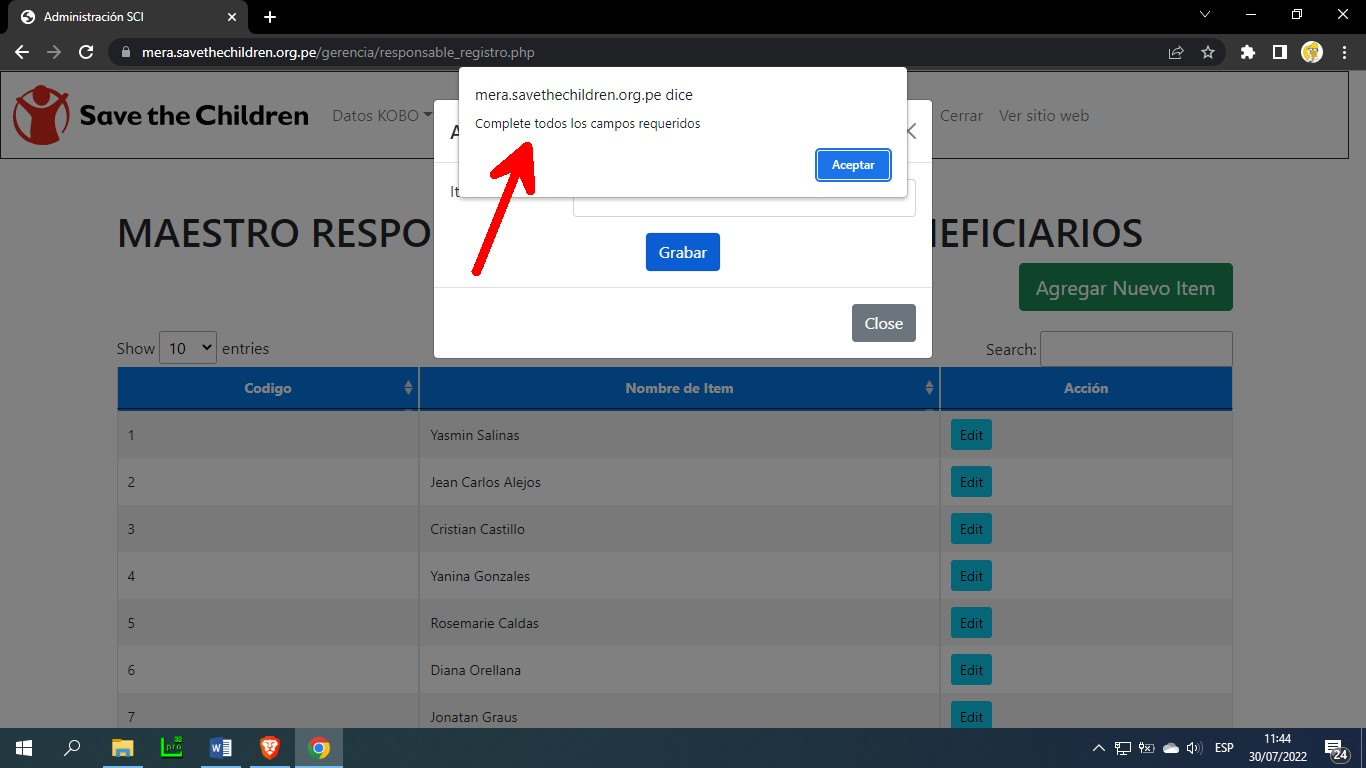 Administración SCI
mera.savethechildren.org.pe/gerencia/responsable_registro.php
Save the Children
Datos KOBO
Cerrar
Ver sitio web
mera.savethechildren.org.pe dice
Complete todos los campos requeridos
Aceptar
A
It
MAESTRO RESPO
EFICIARIOS
Grabar
Agregar Nuevo Item
Close
Show 10 entries
Search:
Codigo Nombre de Item Acción
1 Yasmin Salinas Edit
2 Jean Carlos Alejos Edit
3 Cristian Castillo Edit
4 Yanina Gonzales Edit
5 Rosemarie Caldas Edit
6 Diana Orellana Edit
7 Jonatan Graus Edit
32
pro
ESP
11:44
30/07/2022
24